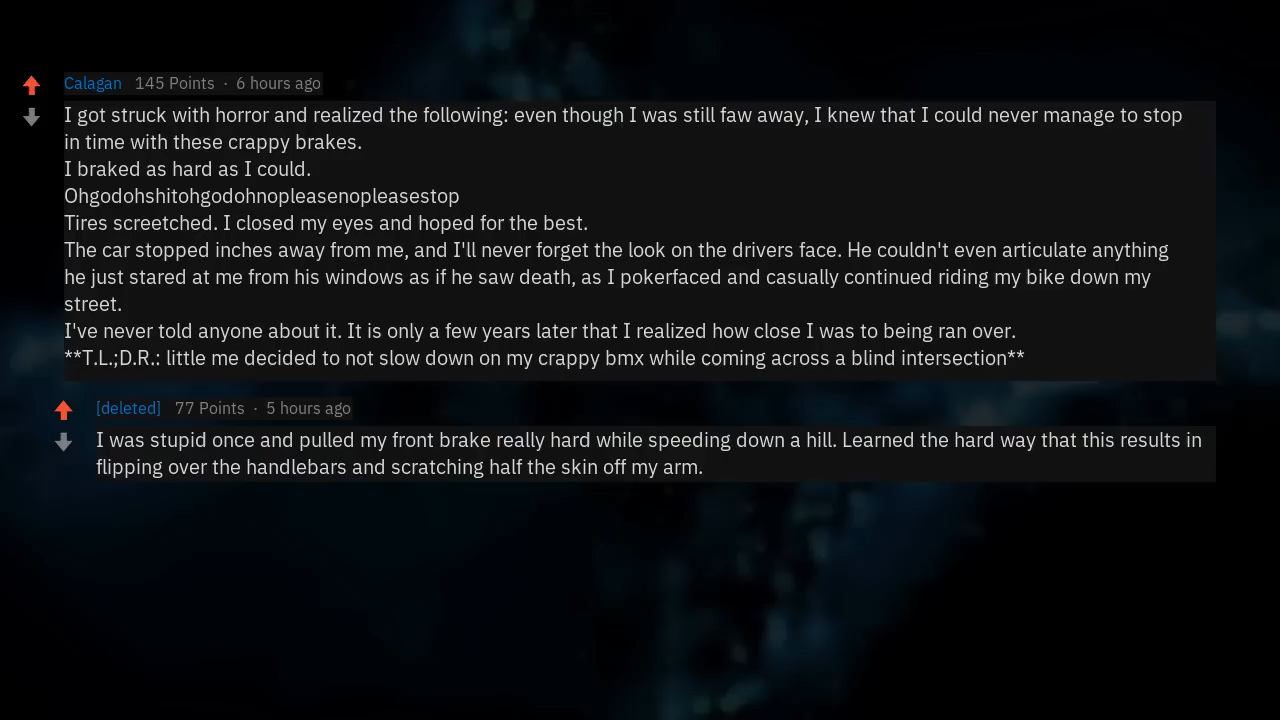 Calagan 145 Points · 6 hours ago
I got struck with horror and realized the following: even though I was still faw away, I knew that I could never manage to stop
in time with these crappy brakes.
I braked as hard as I could.
Ohgodohshitohgodohnopleasenopleasestop
Tires screetched. I closed my eyes and hoped for the best.
The car stopped inches away from me, and I'll never forget the look on the drivers face. He couldn't even articulate anything
he just stared at me from his windows as if he saw death, as I pokerfaced and casually continued riding my bike down my
street.
I've never told anyone about it. It is only a few years later that I realized how close I was to being ran over.
**T.L.;D.R.: little me decided to not slow down on my crappy bmx while coming across a blind intersection**
[deleted] 77 Points · 5 hours ago
I was stupid once and pulled my front brake really hard while speeding down a hill. Learned the hard way that this results in
flipping over the handlebars and scratching half the skin off my arm.